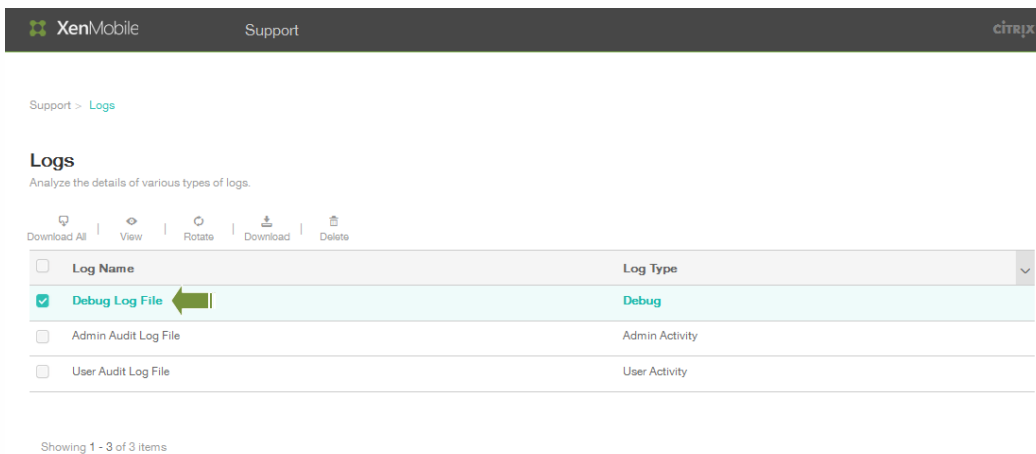 XenMobile Support CİTRIX
Support > Logs
Logs
Analyze the details of various types of logs.
Download All View Rotate Download Delete
Log Name Log Type
Debug Log File Debug
Admin Audit Log File Admin Activity
User Audit Log File User Activity
Showing 1 - 3 of 3 items